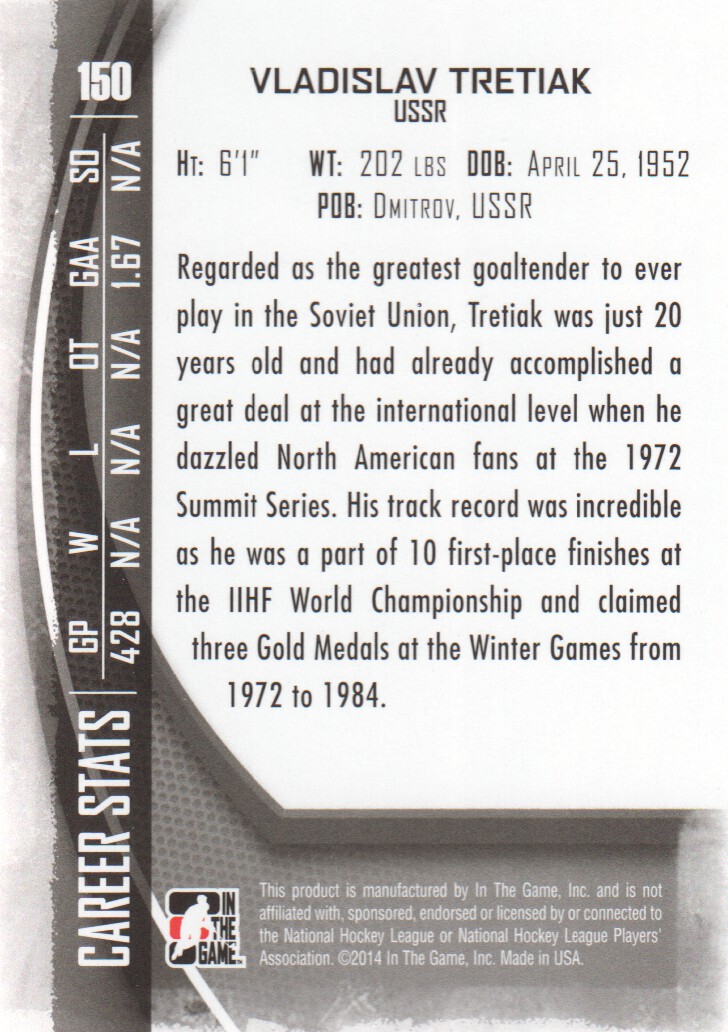 150
VLADISLAV TRETIAK
USSR
HT: 6'1" WT: 202 LBS DOB: APRIL 25, 1952
POB: DMITROV, USSR
Regarded as the greatest goaltender to ever
play in the Soviet Union, Tretiak was just 20
years old and had already accomplished a
great deal at the international level when he
dazzled North American fans at the 1972
Summit Series. His track record was incredible
as he was a part of 10 first-place finishes at
the IIHF World Championship and claimed
three Gold Medals at the Winter Games from
1972 to 1984.
CAREER STATS
GP W L OT GAA SO
428 N/A N/A N/A 1.67 N/A
IN
THE
GAME
This product is manufactured by In The Game, Inc. and is not
affiliated with, sponsored, endorsed or licensed by or connected to
the National Hockey League or National Hockey League Players'
Association. ©2014 In The Game, Inc. Made in USA.